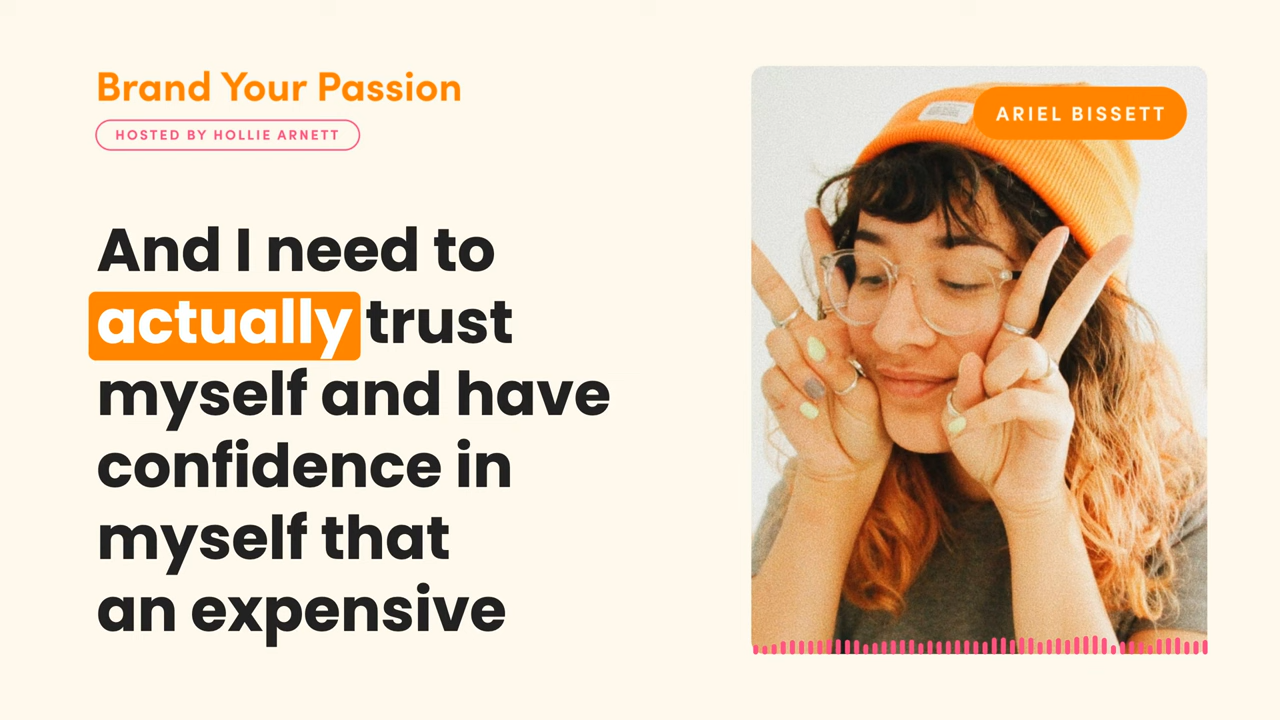 Brand Your Passion
HOSTED BY HOLLIE ARNETT
ARIEL BISSETT
And I need to
actually trust
myself and have
confidence in
myself that
an expensive